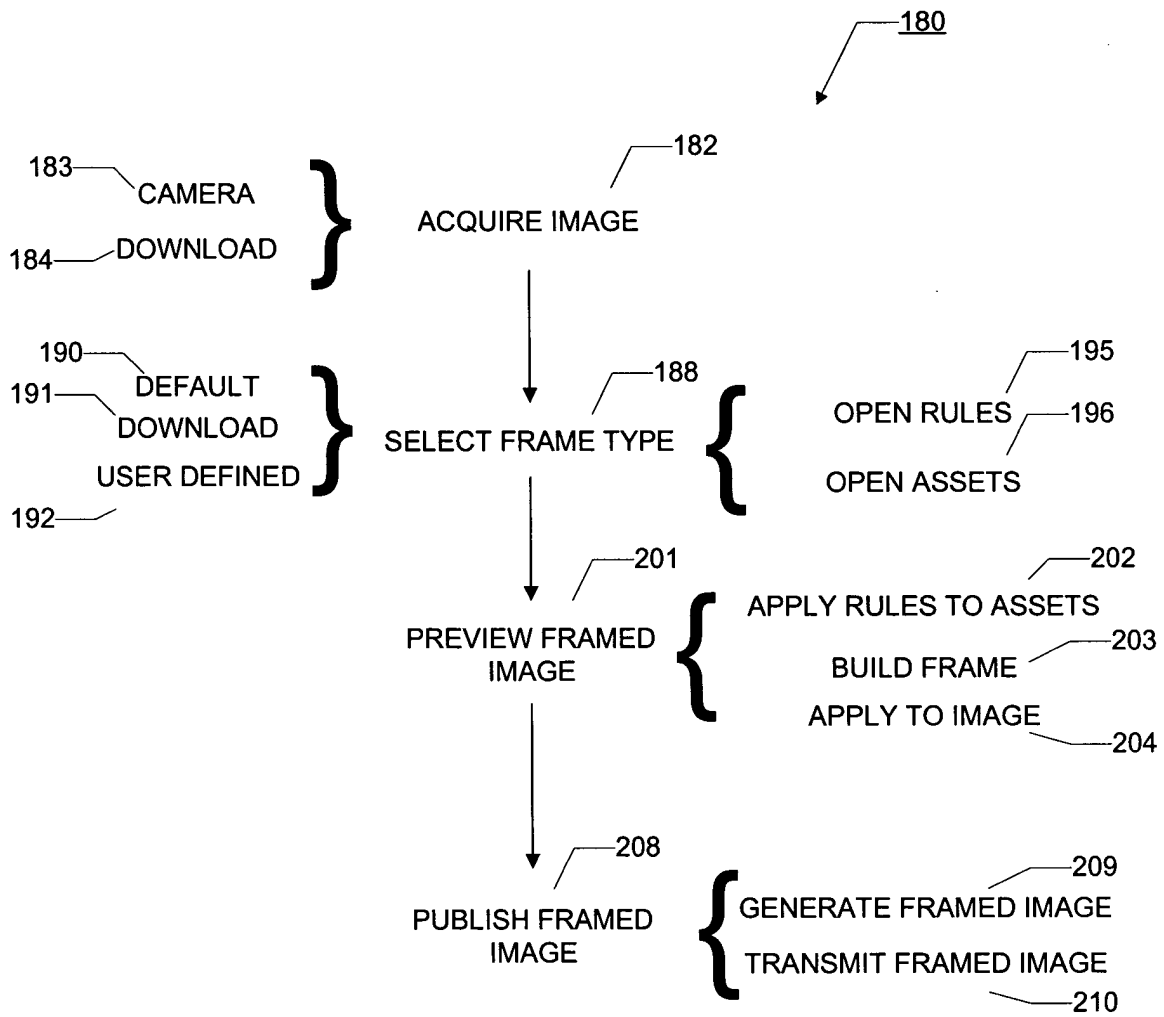 180
182
183
CAMERA
ACQUIRE IMAGE
DOWNLOAD
184
190
DEFAULT
191
DOWNLOAD
USER DEFINED
192
188
SELECT FRAME TYPE
195
OPEN RULES
196
OPEN ASSETS
201
PREVIEW FRAMED
IMAGE
202
APPLY RULES TO ASSETS
203
BUILD FRAME
APPLY TO IMAGE
204
208
PUBLISH FRAMED
IMAGE
209
GENERATE FRAMED IMAGE
TRANSMIT FRAMED IMAGE
210